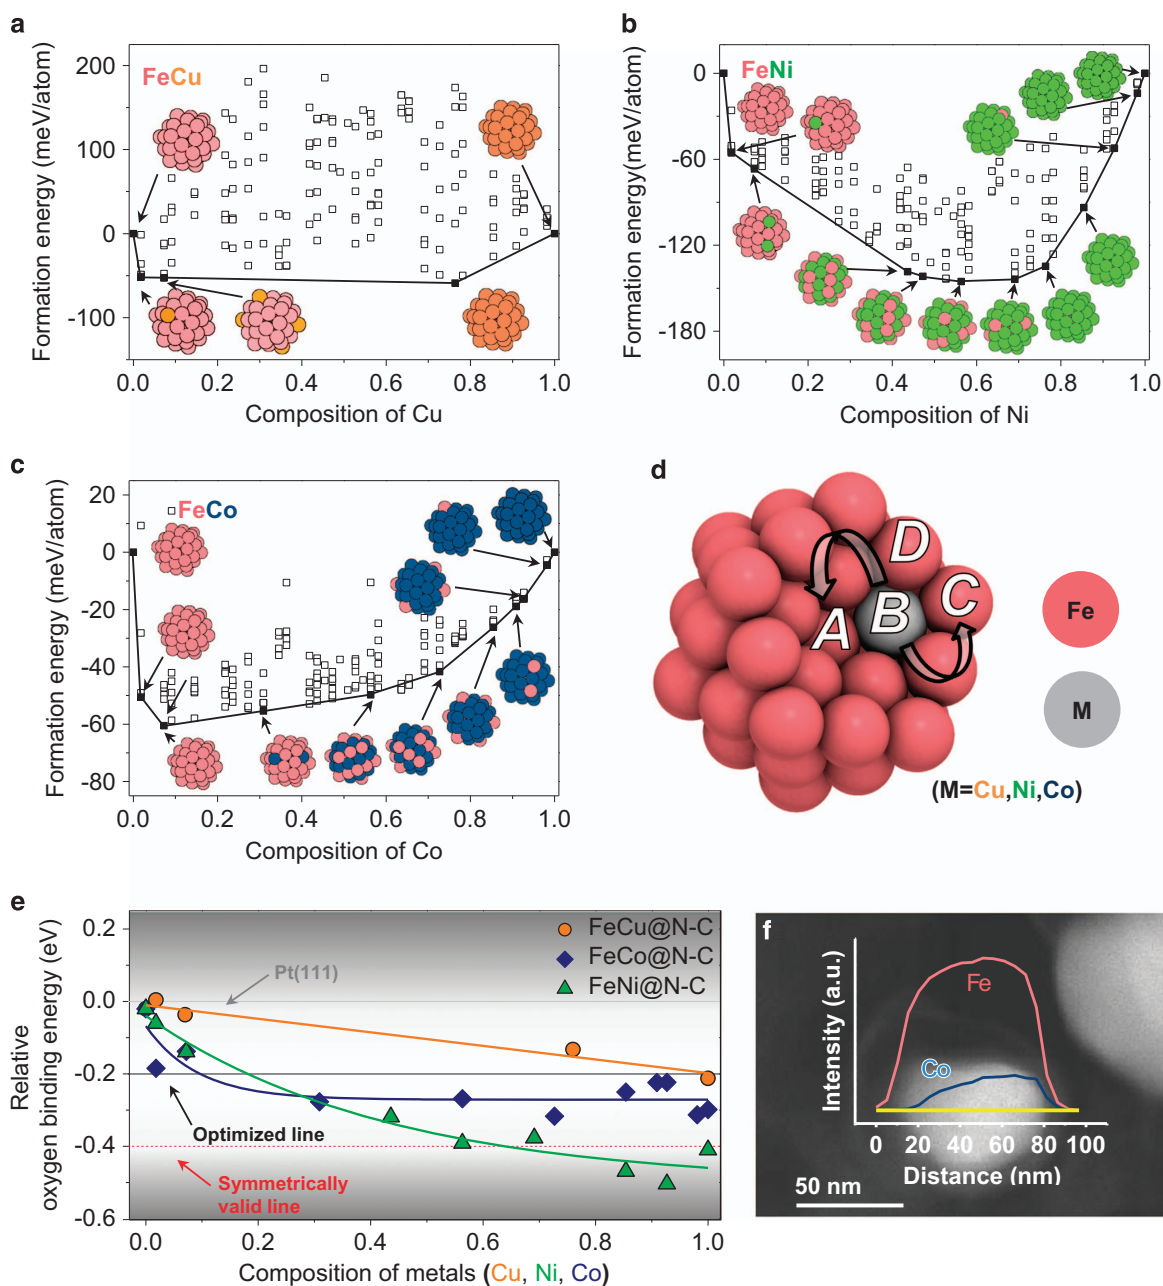 a
FeCu
Formation energy (meV/atom)
200
100
0
-100
0.0 0.2 0.4 0.6 0.8 1.0
Composition of Cu
b
FeNi
Formation energy(meV/atom)
0
-60
-120
-180
0.0 0.2 0.4 0.6 0.8 1.0
Composition of Ni
c
FeCo
Formation energy (meV/atom)
20
0
-20
-40
-60
-80
0.0 0.2 0.4 0.6 0.8 1.0
Composition of Co
d
A B C D
Fe
M
(M=Cu,Ni,Co)
e
Relative
oxygen binding energy (eV)
0.2
0.0
-0.2
-0.4
-0.6
Pt(111)
FeCu@N-C
FeCo@N-C
FeNi@N-C
Optimized line
Symmetrically
valid line
0.0 0.2 0.4 0.6 0.8 1.0
Composition of metals (Cu, Ni, Co)
f
Intensity (a.u.)
Fe
Co
0 20 40 60 80 100
Distance (nm)
50 nm